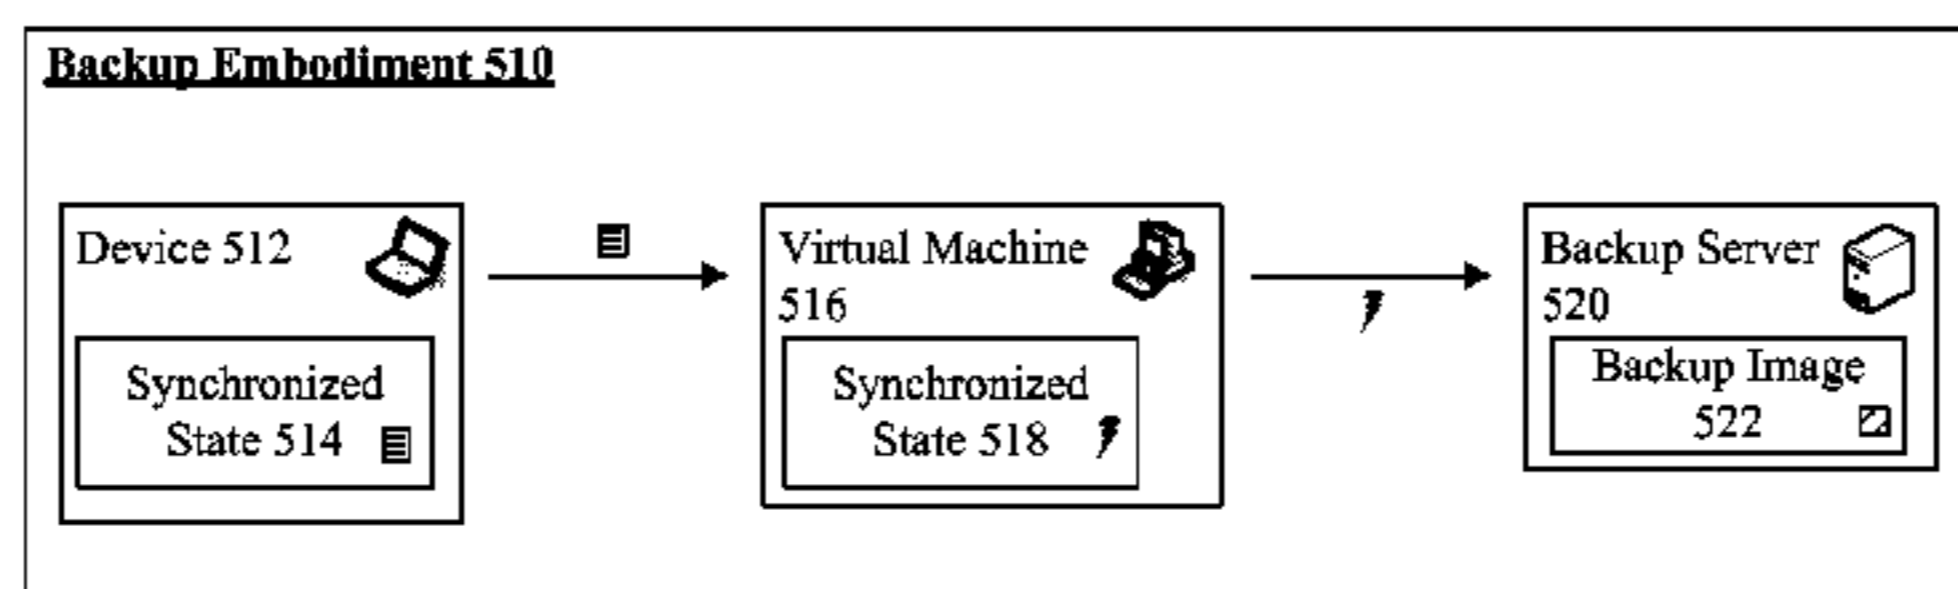 Backup Embodiment 510
Device 512
Synchronized
State 514
Virtual Machine
516
Synchronized
State 518
Backup Server
520
Backup Image
522